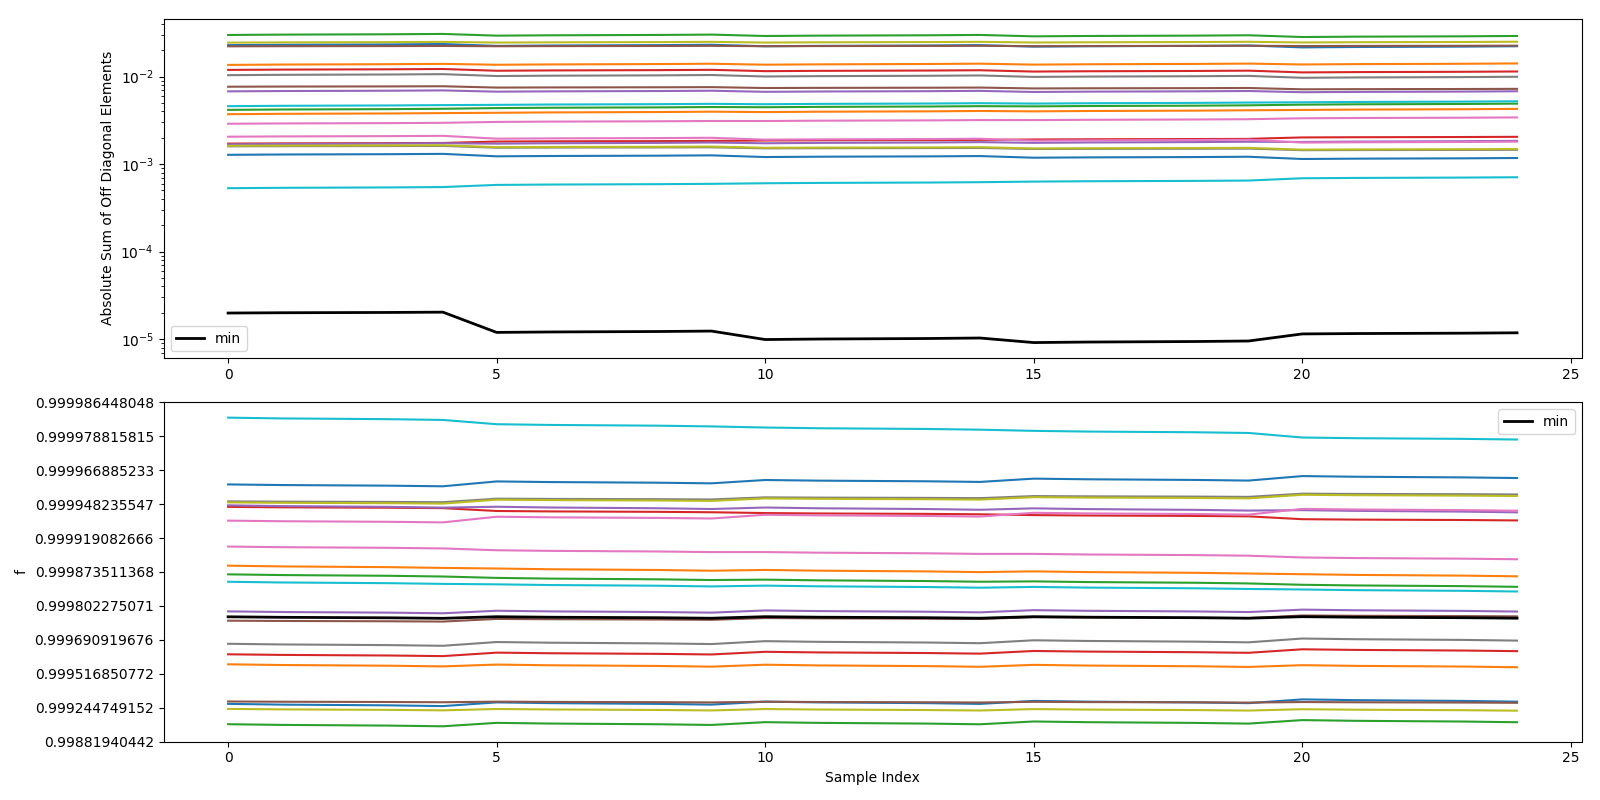 Absolute Sum of Off Diagonal Elements
10⁻²
10⁻³
10⁻⁴
10⁻⁵
min
0 5 10 15 20 25
f
0.999986448048
0.999978815815
0.999966885233
0.999948235547
0.999919082666
0.999873511368
0.999802275071
0.999690919676
0.999516850772
0.999244749152
0.99881940442
min
0 5 10 15 20 25
Sample Index